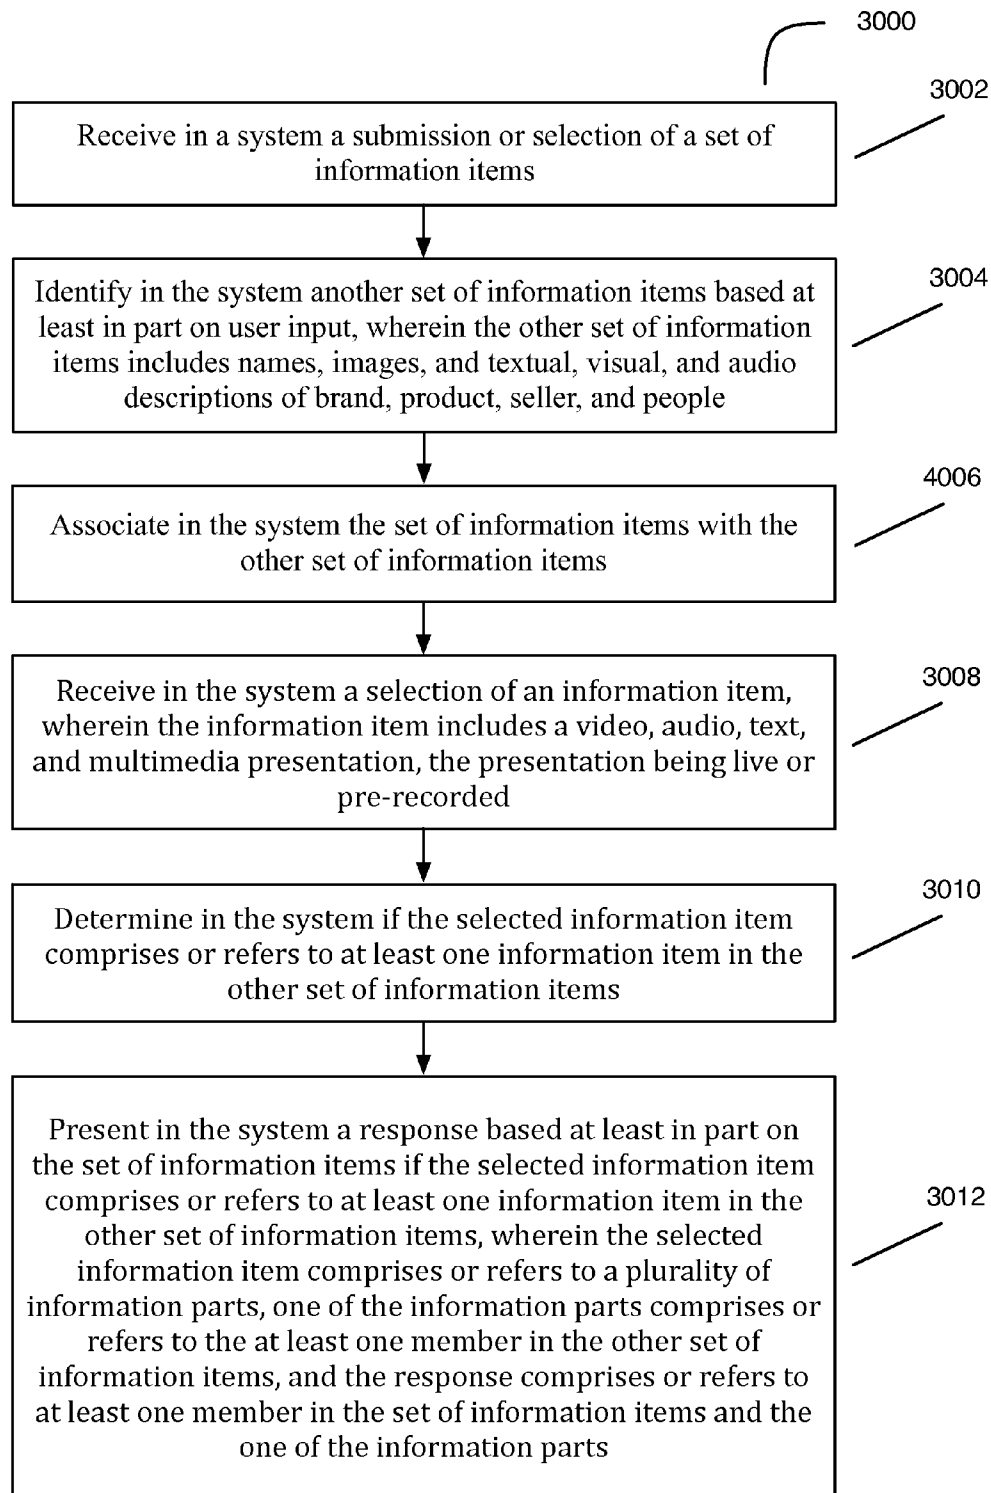 3000
3002
Receive in a system a submission or selection of a set of
information items
3004
Identify in the system another set of information items based at
least in part on user input, wherein the other set of information
items includes names, images, and textual, visual, and audio
descriptions of brand, product, seller, and people
4006
Associate in the system the set of information items with the
other set of information items
3008
Receive in the system a selection of an information item,
wherein the information item includes a video, audio, text,
and multimedia presentation, the presentation being live or
pre-recorded
3010
Determine in the system if the selected information item
comprises or refers to at least one information item in the
other set of information items
3012
Present in the system a response based at least in part on
the set of information items if the selected information item
comprises or refers to at least one information item in the
other set of information items, wherein the selected
information item comprises or refers to a plurality of
information parts, one of the information parts comprises or
refers to the at least one member in the other set of
information items, and the response comprises or refers to
at least one member in the set of information items and the
one of the information parts